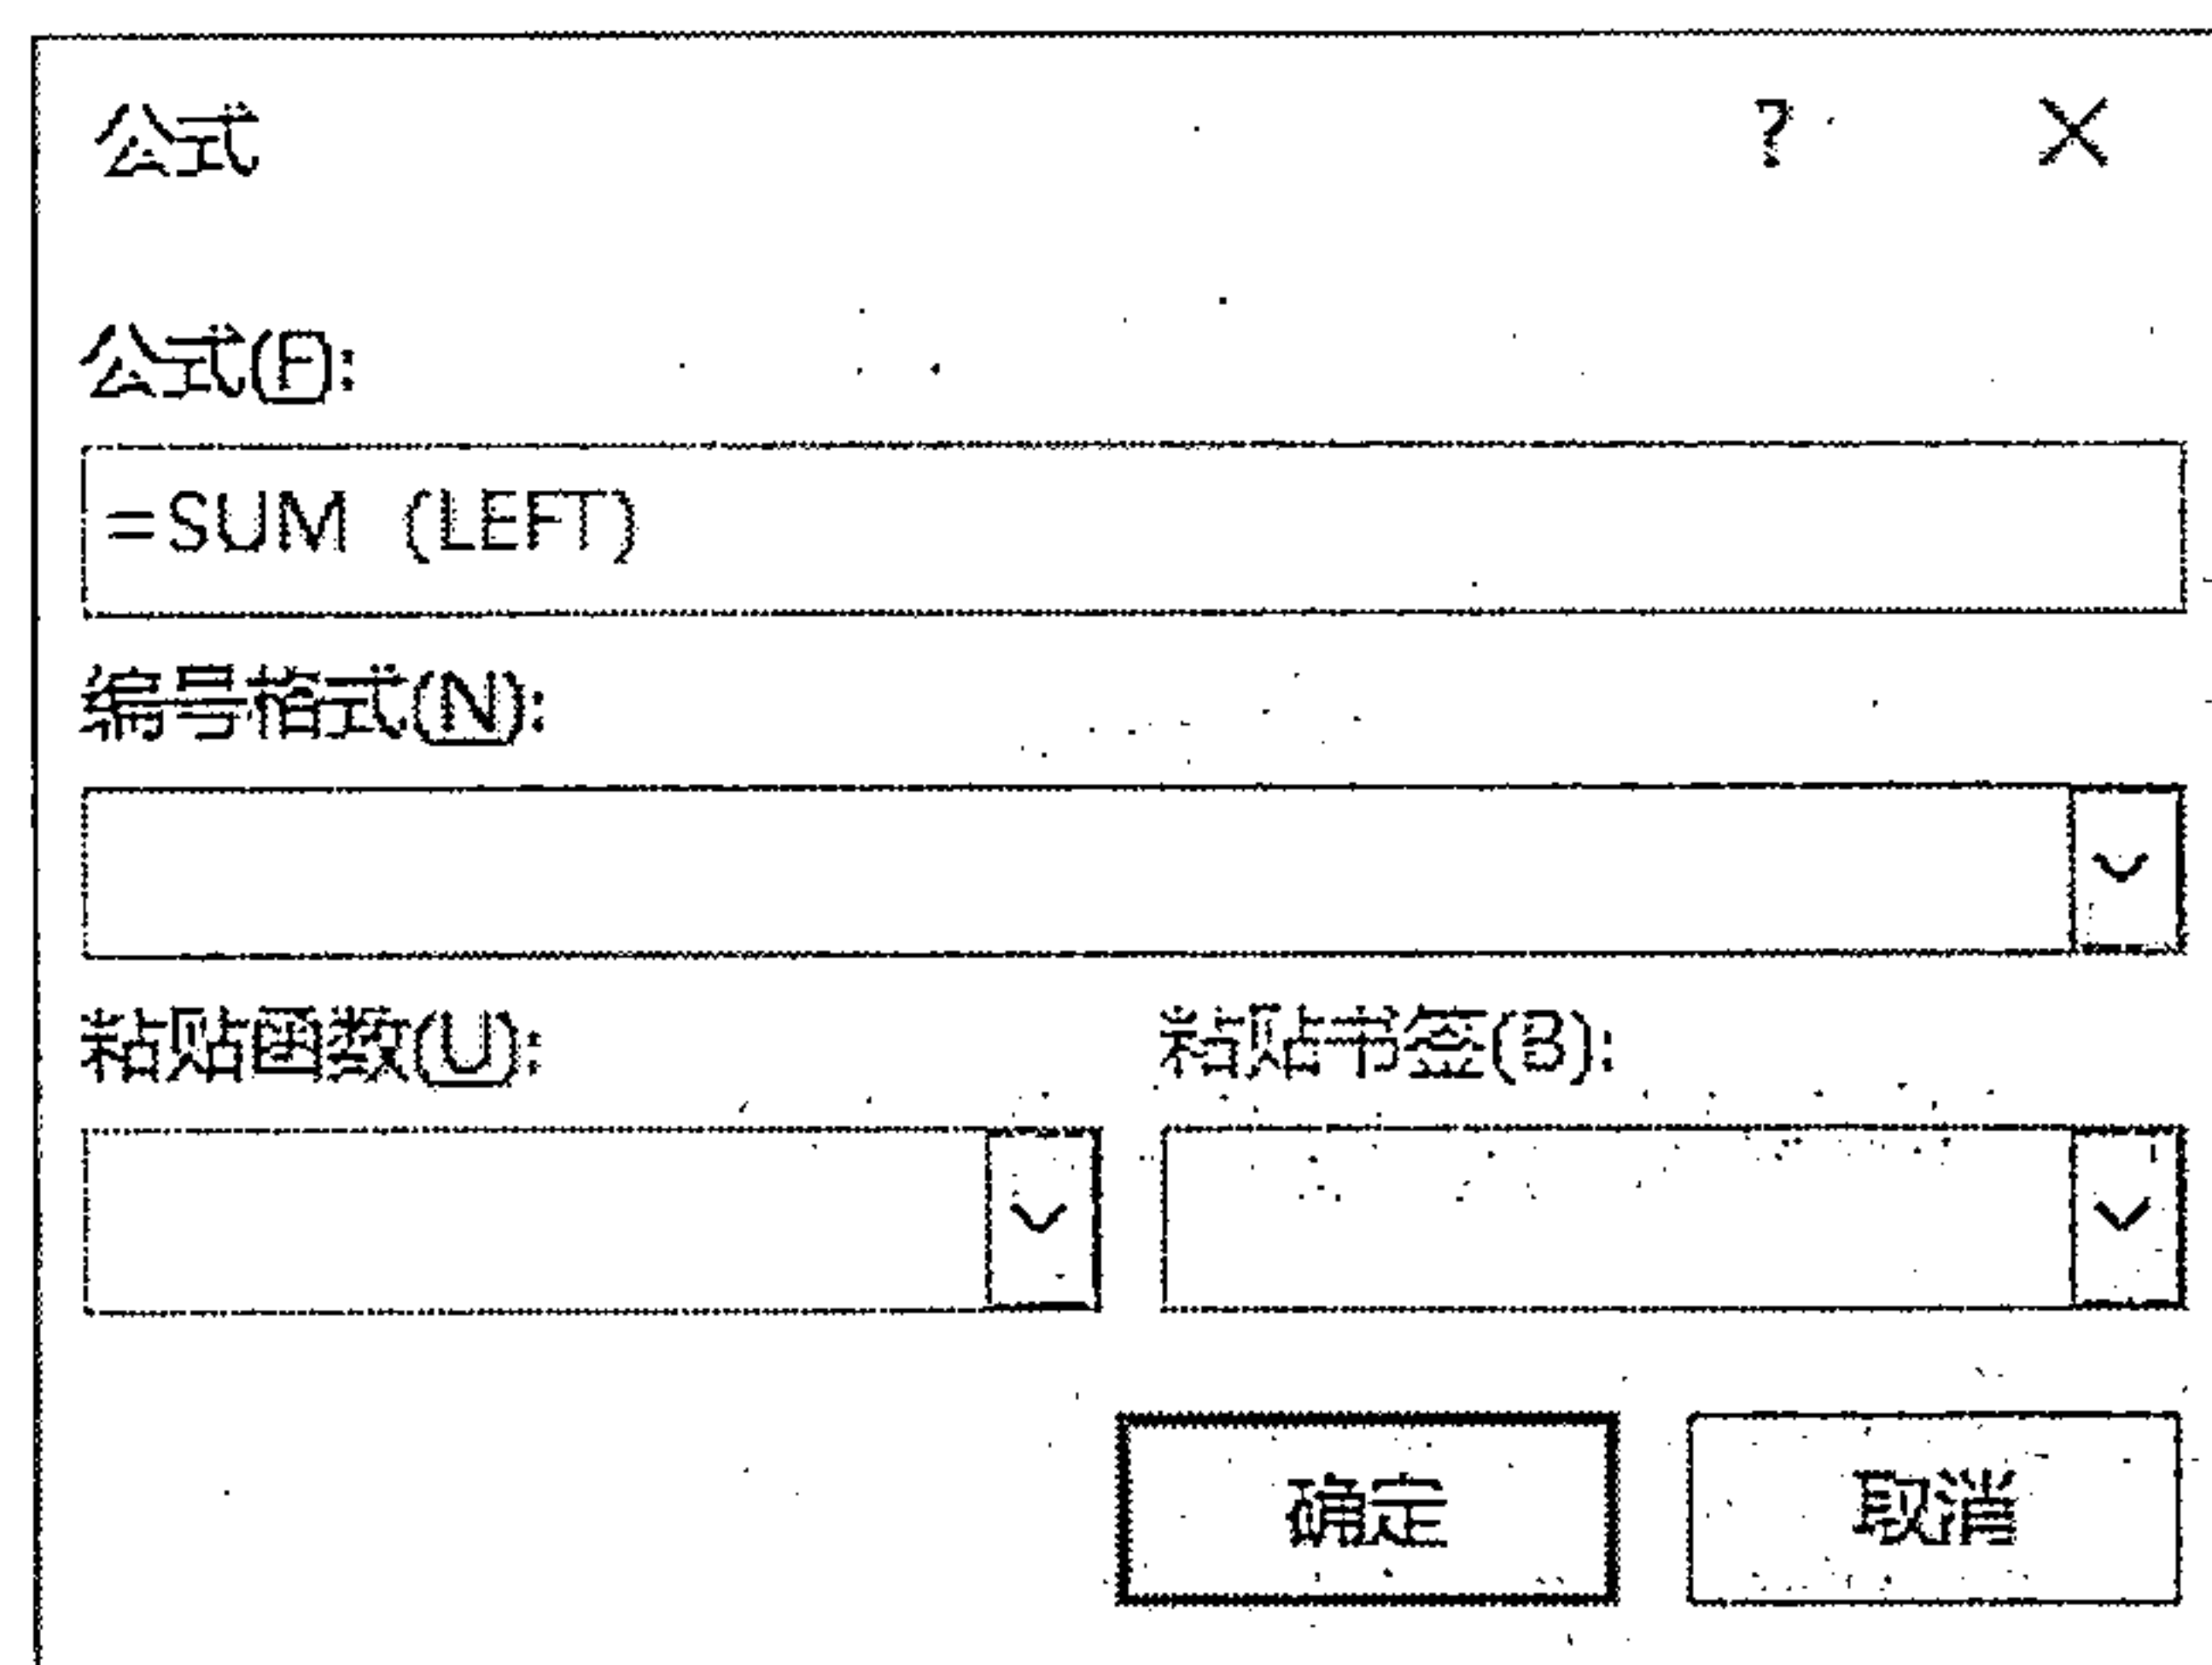 公式 ? ×
公式(F):
=SUM (LEFT)
编号格式(N):
粘贴函数(U): 粘贴书签(B):
确定 取消